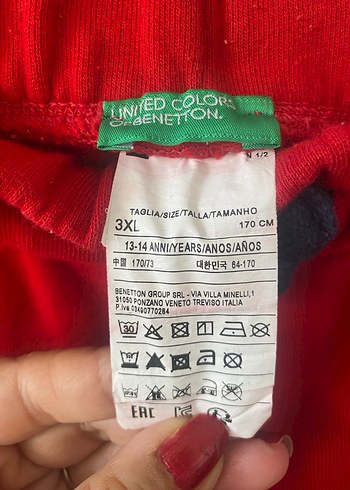 UNITED COLORS
OF BENETTON.
N 1/2
TAGLIA/SIZE/TALLA/TAMANHO
3XL 170 CM
13-14 ANNI/YEARS/ANOS/AÑOS
中国 170/73 대한민국 64-170
BENETTON GROUP SRL - VIA VILLA MINELLI,1
31050 PONZANO VENETO TREVISO ITALIA
P.Iva 03490770264
30
EAC